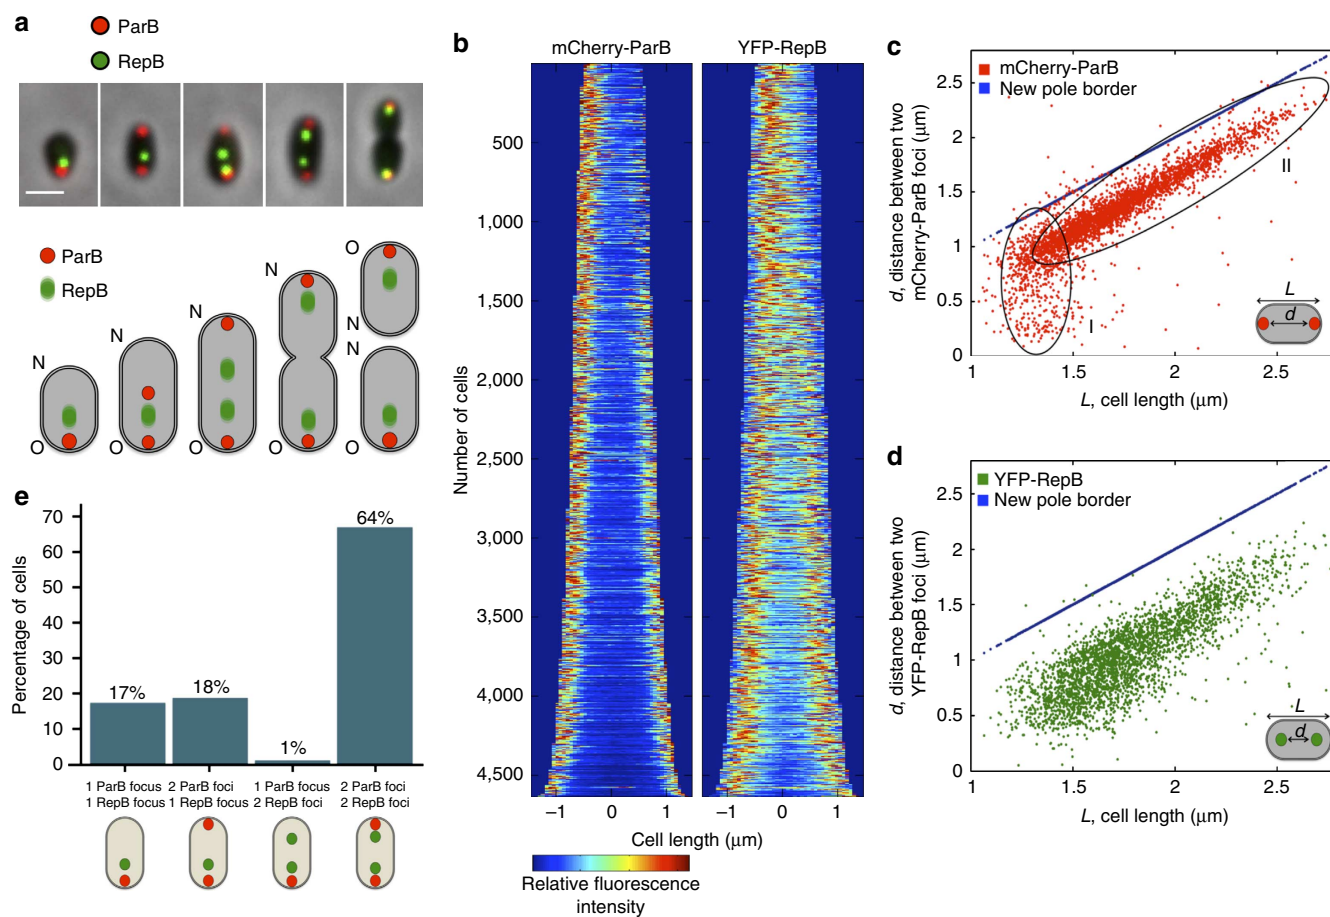 a
ParB
RepB
ParB
RepB
N
O
N
O
N
O
N
O
O
N
N
O
b
mCherry-ParB
YFP-RepB
Number of cells
500
1,000
1,500
2,000
2,500
3,000
3,500
4,000
4,500
−1
0
1
−1
0
1
Cell length (μm)
Relative fluorescence
intensity
c
d, distance between two
mCherry-ParB foci (μm)
mCherry-ParB
New pole border
2.5
2
1.5
1
0.5
0
I
II
L
d
1
1.5
2
2.5
L, cell length (μm)
d
d, distance between two
YFP-RepB foci (μm)
YFP-RepB
New pole border
2.5
2
1.5
1
0.5
0
L
d
1
1.5
2
2.5
L, cell length (μm)
e
Percentage of cells
70
60
50
40
30
20
10
0
17%
18%
1%
64%
1 ParB focus
1 RepB focus
2 ParB foci
1 RepB focus
1 ParB focus
2 RepB foci
2 ParB foci
2 RepB foci